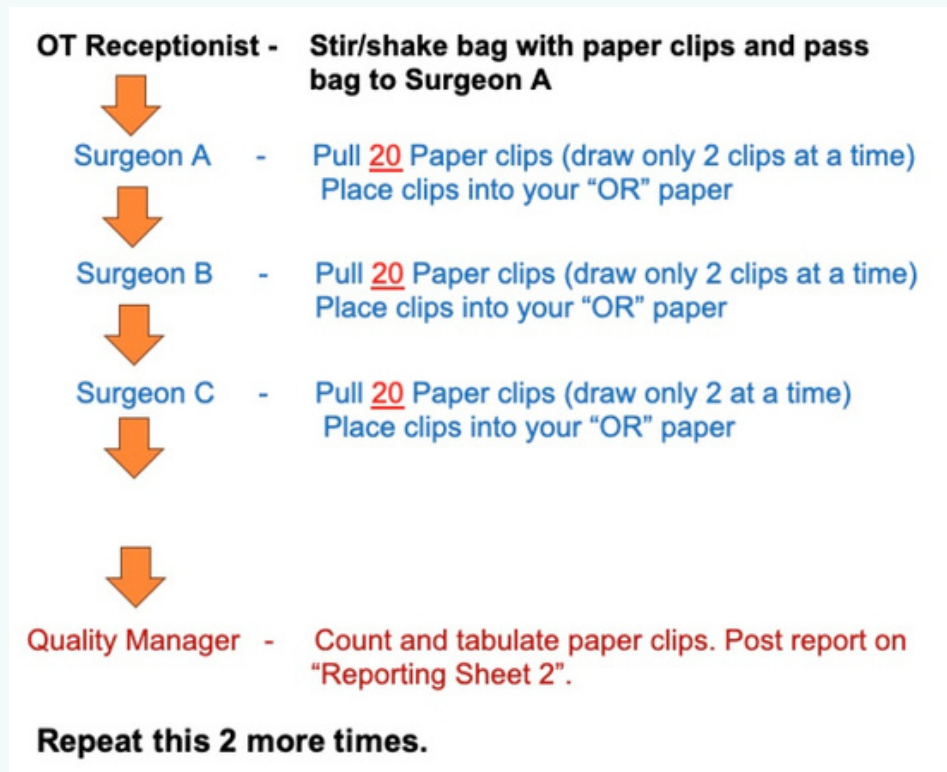 OT Receptionist - Stir/shake bag with paper clips and pass
bag to Surgeon A
Surgeon A - Pull 20 Paper clips (draw only 2 clips at a time)
Place clips into your “OR” paper
Surgeon B - Pull 20 Paper clips (draw only 2 clips at a time)
Place clips into your “OR” paper
Surgeon C - Pull 20 Paper clips (draw only 2 at a time)
Place clips into your “OR” paper
Quality Manager - Count and tabulate paper clips. Post report on
“Reporting Sheet 2”.
Repeat this 2 more times.